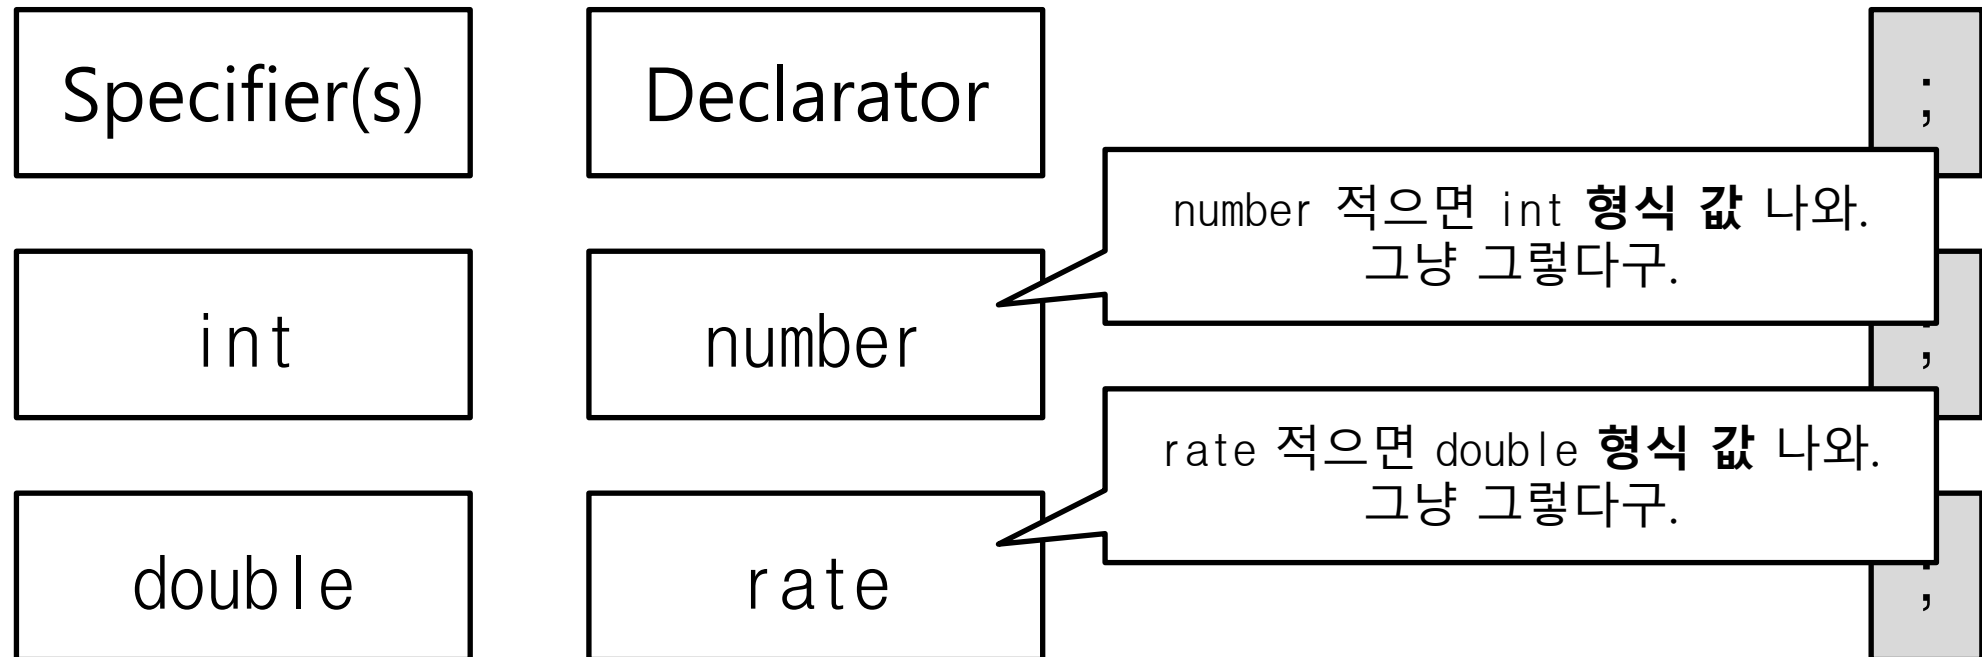 Specifier(s) Declarator ;
number 적으면 int 형식 값 나와.
그냥 그렇다구.
int number ;
rate 적으면 double 형식 값 나와.
그냥 그렇다구.
double rate ;